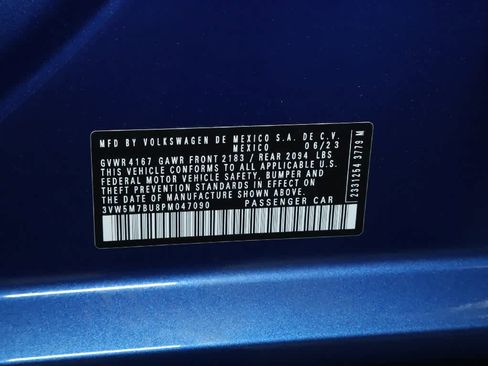 MFD BY VOLKSWAGEN DE MEXICO S.A. DE C.V.
MEXICO 06/23
GVWR 4167 GAWR FRONT 2183 / REAR 2094 LBS
THIS VEHICLE CONFORMS TO ALL APPLICABLE U.S.
FEDERAL MOTOR VEHICLE SAFETY, BUMPER AND
THEFT PREVENTION STANDARDS IN EFFECT ON
THE DATE OF MANUFACTURE SHOWN ABOVE.
3VW5M7BU8PM047090 PASSENGER CAR
2331254 3779 M